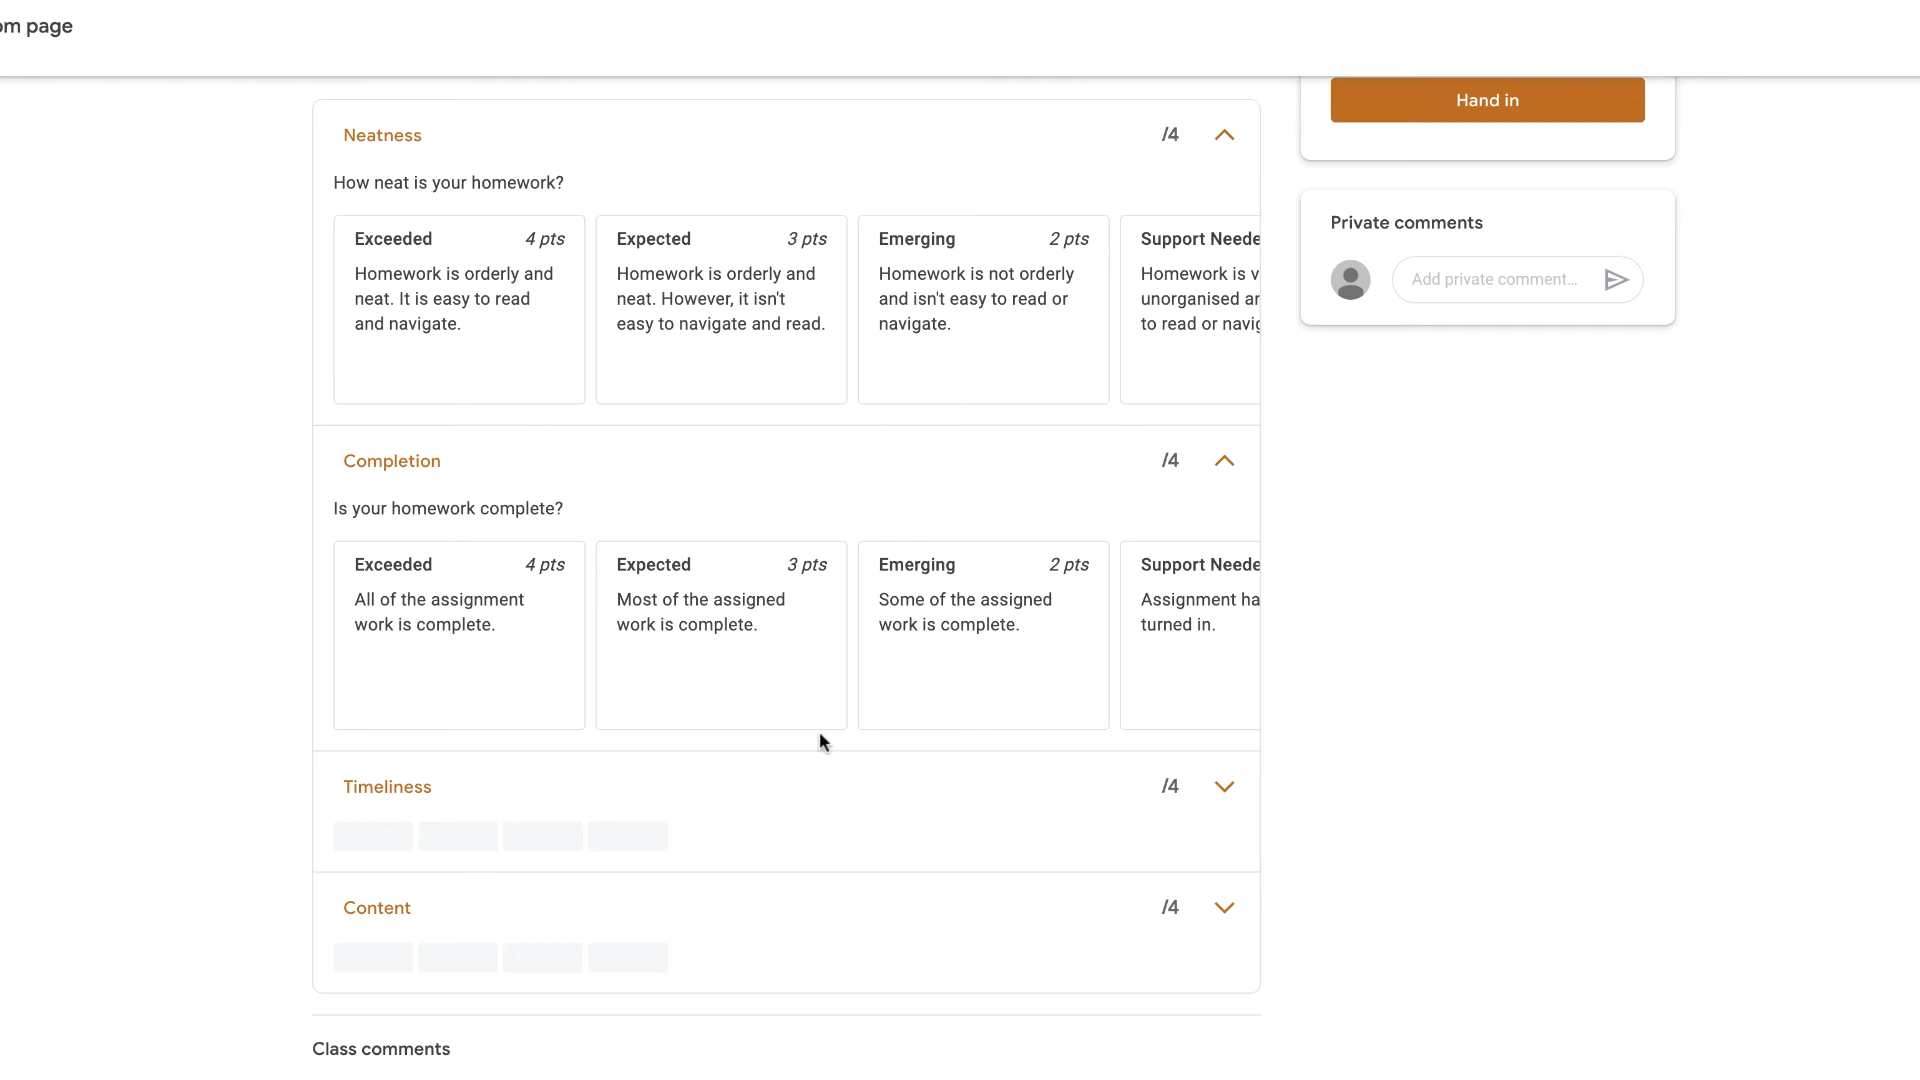 page
Hand in
Neatness /4
How neat is your homework?
Exceeded 4 pts
Homework is orderly and
neat. It is easy to read
and navigate.
Expected 3 pts
Homework is orderly and
neat. However, it isn't
easy to navigate and read.
Emerging 2 pts
Homework is not orderly
and isn't easy to read or
navigate.
Support
Homework is
unorganised
to read or
Private comments
Add private comment...
Completion /4
Is your homework complete?
Exceeded 4 pts
All of the assignment
work is complete.
Expected 3 pts
Most of the assigned
work is complete.
Emerging 2 pts
Some of the assigned
work is complete.
Support
Assignment
turned in.
Timeliness /4
Content /4
Class comments